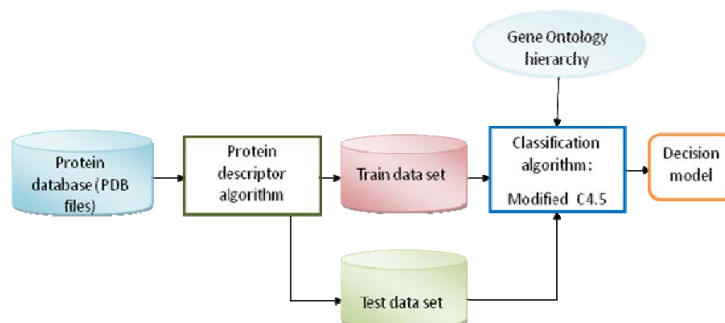 Gene Ontology
hierarchy
Protein
database (PDB
files)
Protein
descriptor
algorithm
Train data set
Classification
algorithm:
Modified C4.5
Decision
model
Test data set